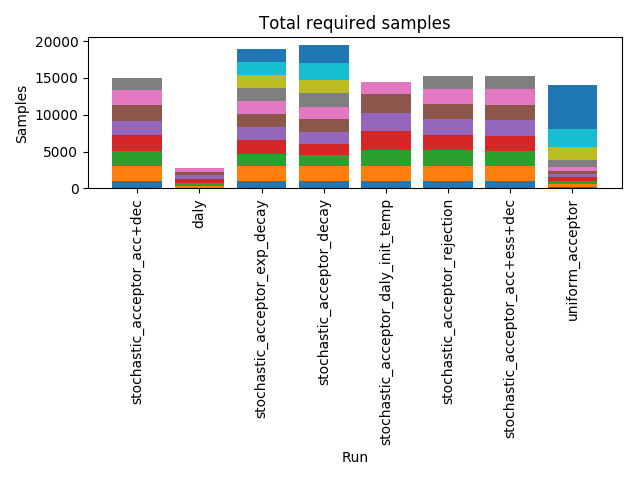 Total required samples
Samples
20000
15000
10000
5000
0
stochastic_acceptor_acc+dec
daly
stochastic_acceptor_exp_decay
stochastic_acceptor_decay
stochastic_acceptor_daly_init_temp
stochastic_acceptor_rejection
stochastic_acceptor_acc+ess+dec
uniform_acceptor
Run